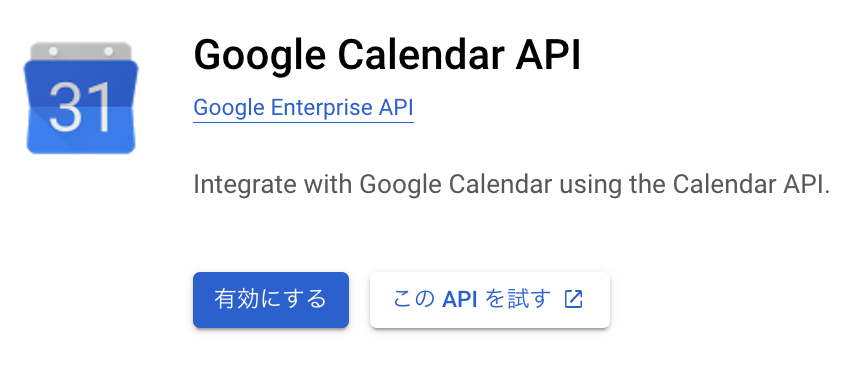 Google Calendar API
31
Google Enterprise API
Integrate with Google Calendar using the Calendar API.
有効にする
この API を試す